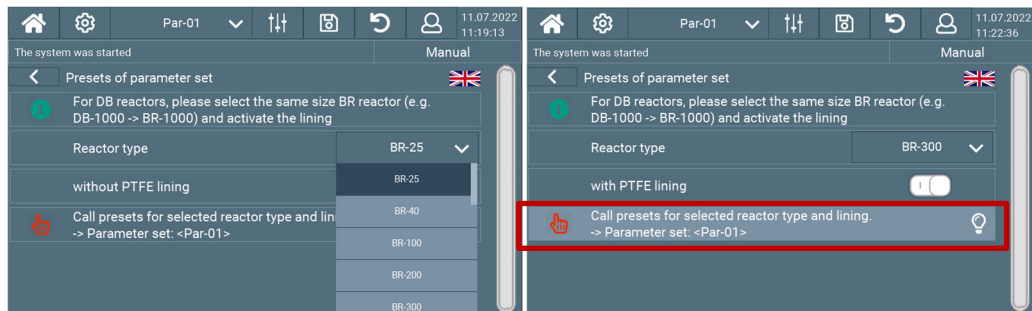 Par-01
11.07.2022
11:19:13
The system was started
Manual
Presets of parameter set
For DB reactors, please select the same size BR reactor (e.g.
DB-1000 -> BR-1000) and activate the lining
Reactor type
BR-25
BR-25
without PTFE lining
BR-40
Call presets for selected reactor type and lini
-> Parameter set: <Par-01>
BR-100
BR-200
BR-300
Par-01
11.07.2022
11:22:36
The system was started
Manual
Presets of parameter set
For DB reactors, please select the same size BR reactor (e.g.
DB-1000 -> BR-1000) and activate the lining
Reactor type
BR-300
with PTFE lining
Call presets for selected reactor type and lining.
-> Parameter set: <Par-01>